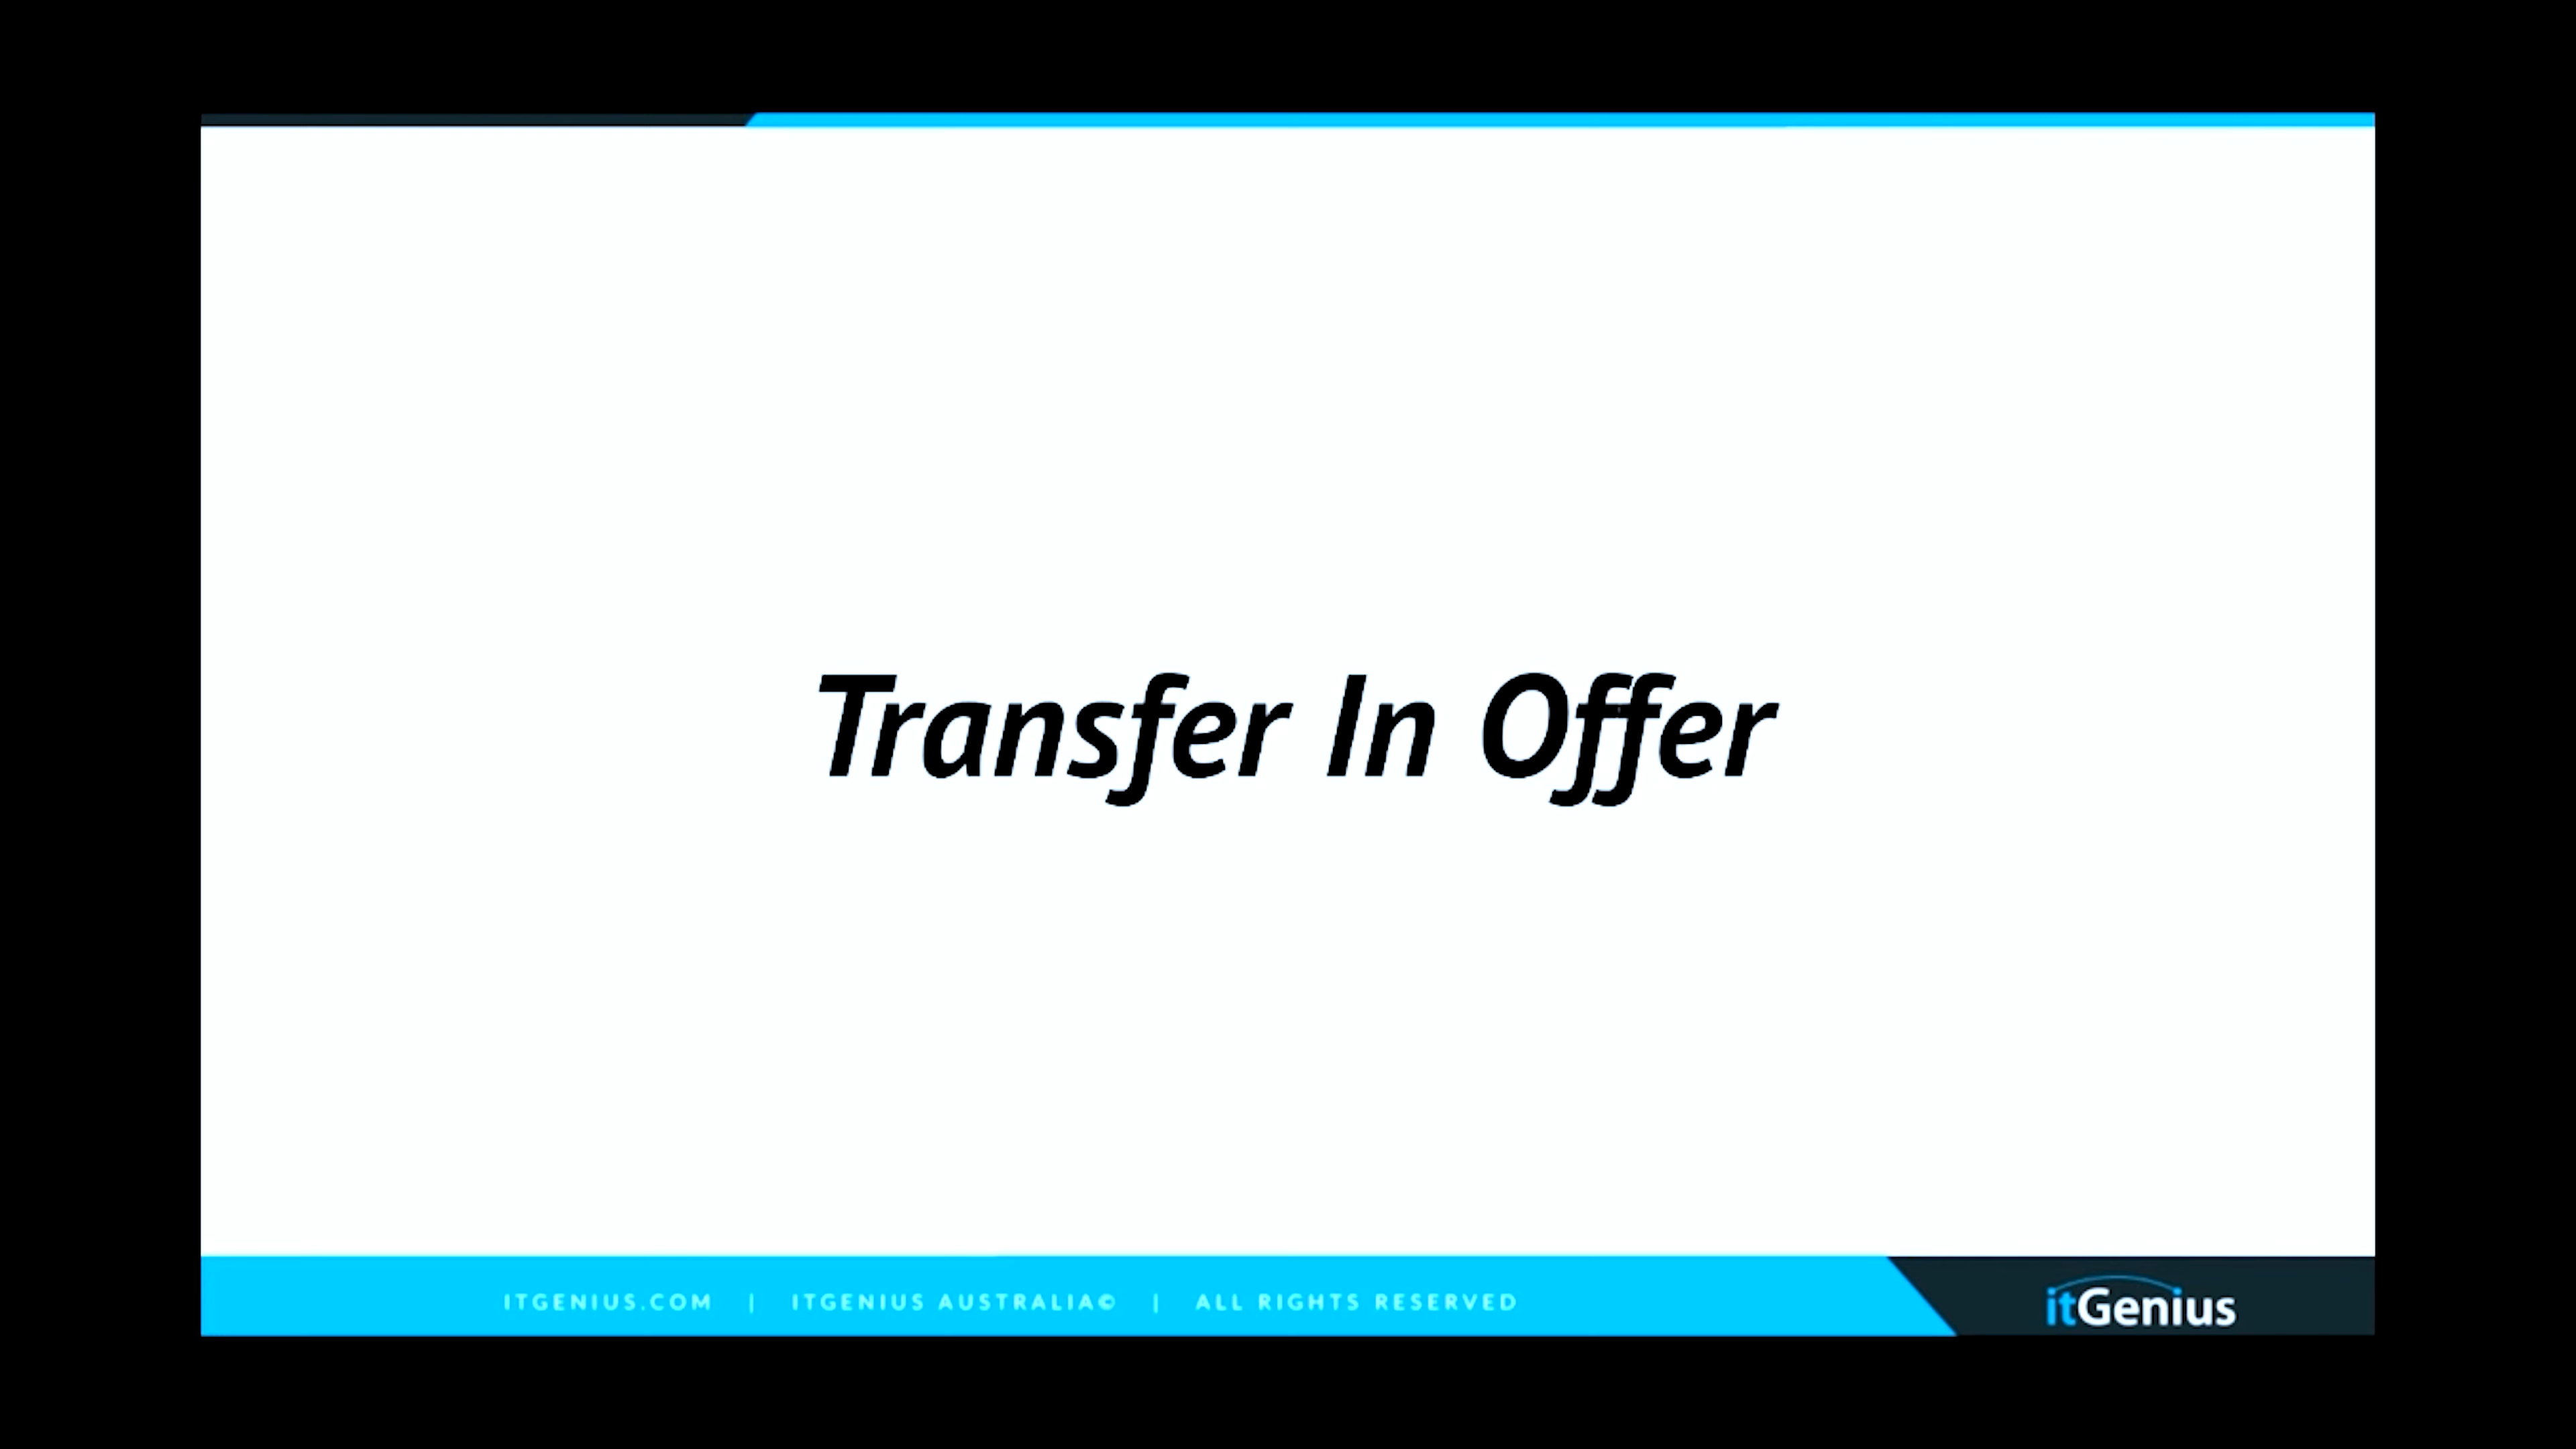 Transfer In Offer
ITGENIUS.COM | ITGENIUS AUSTRALIA© | ALL RIGHTS RESERVED
itGenius